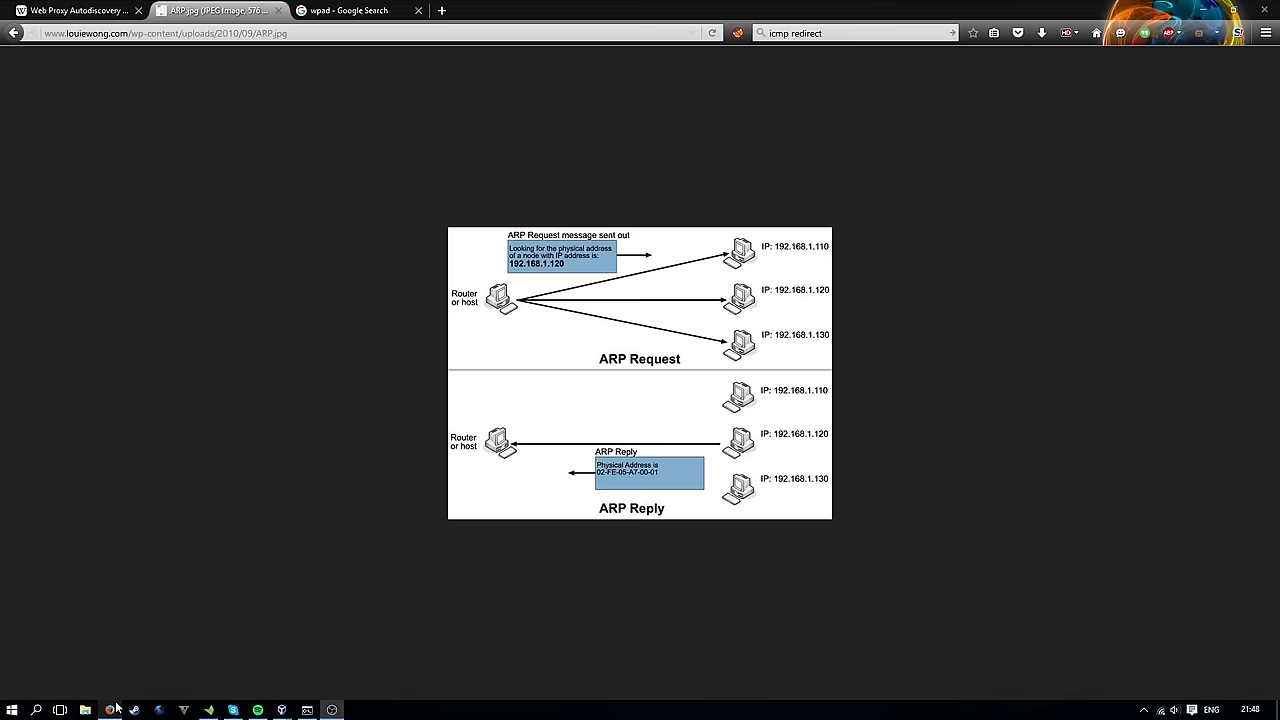 Web Proxy Autodiscovery ...
ARP.jpg (JPEG Image, 576 ...
wpad - Google Search
www.louiewong.com/wp-content/uploads/2010/09/ARP.jpg
icmp redirect
HD
ABP
ARP Request message sent out
Looking for the physical address
of a node with IP address is:
192.168.1.120
IP: 192.168.1.110
Router
or host
IP: 192.168.1.120
IP: 192.168.1.130
ARP Request
IP: 192.168.1.110
Router
or host
IP: 192.168.1.120
ARP Reply
Physical Address is
02-FE-05-A7-00-01
IP: 192.168.1.130
ARP Reply
ENG
21:48